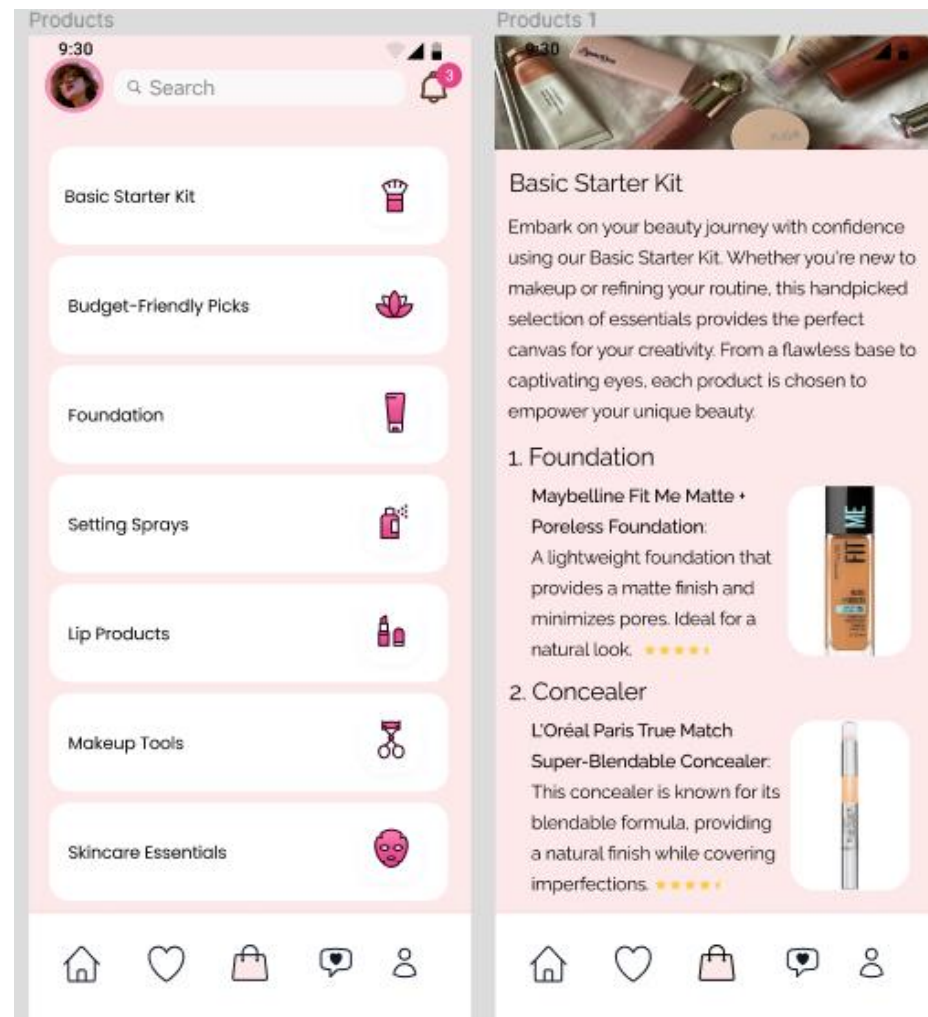 Products
9:30
Search
3
Basic Starter Kit
Budget-Friendly Picks
Foundation
Setting Sprays
Lip Products
Makeup Tools
Skincare Essentials
Products 1
9:30
Basic Starter Kit
Embark on your beauty journey with confidence
using our Basic Starter Kit. Whether you're new to
makeup or refining your routine, this handpicked
selection of essentials provides the perfect
canvas for your creativity. From a flawless base to
captivating eyes, each product is chosen to
empower your unique beauty.
1. Foundation
Maybelline Fit Me Matte +
Poreless Foundation:
A lightweight foundation that
provides a matte finish and
minimizes pores. Ideal for a
natural look.
FIT ME
2. Concealer
L'Oréal Paris True Match
Super-Blendable Concealer:
This concealer is known for its
blendable formula, providing
a natural finish while covering
imperfections.